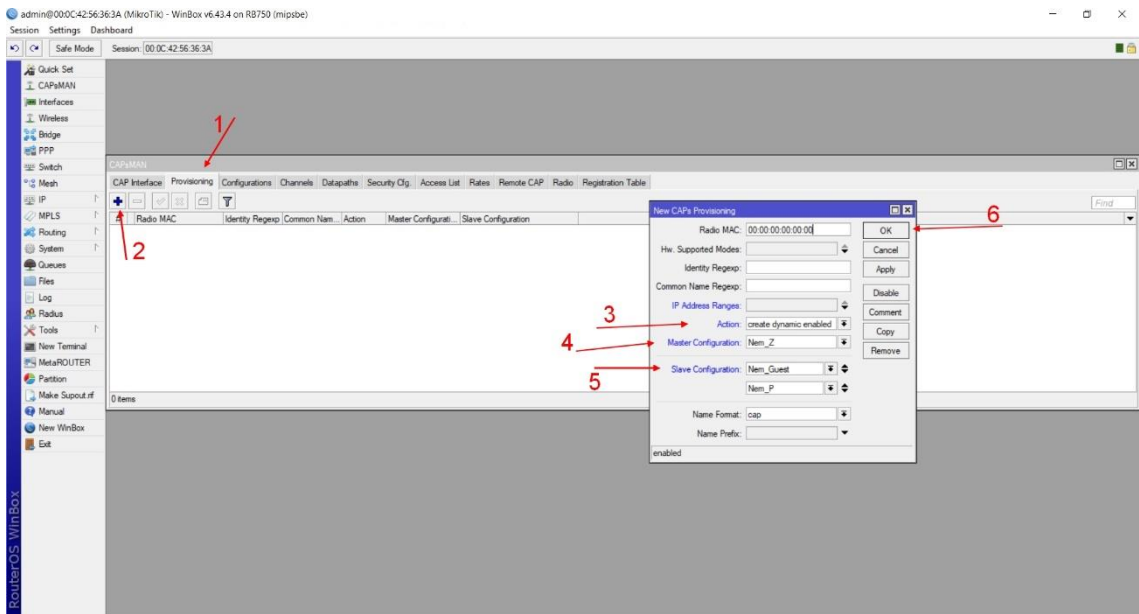 admin@00:0C:42:56:36:3A (MikroTik) - WinBox v6.43.4 on RB750 (mipsbe)
Session Settings Dashboard
Safe Mode Session: 00:0C:42:56:36:3A
Quick Set
CAPsMAN
Interfaces
Wireless
Bridge
PPP
Switch
Mesh
IP
MPLS
Routing
System
Queues
Files
Log
Radius
Tools
New Terminal
MetaROUTER
Partition
Make Supout.rif
Manual
New WinBox
Exit
RouterOS WinBox
1
CAPsMAN
CAP Interface Provisioning Configurations Channels Datapaths Security Cfg. Access List Rates Remote CAP Radio Registration Table
Find
# Radio MAC Identity Regexp Common Nam... Action Master Configurati... Slave Configuration
2
0 items
New CAPs Provisioning
Radio MAC: 00:00:00:00:00:00
Hw. Supported Modes:
Identity Regexp:
Common Name Regexp:
IP Address Ranges:
3 Action: create dynamic enabled
4 Master Configuration: Nem_Z
5 Slave Configuration: Nem_Guest
Nem_P
Name Format: cap
Name Prefix:
enabled
OK
6
Cancel
Apply
Disable
Comment
Copy
Remove